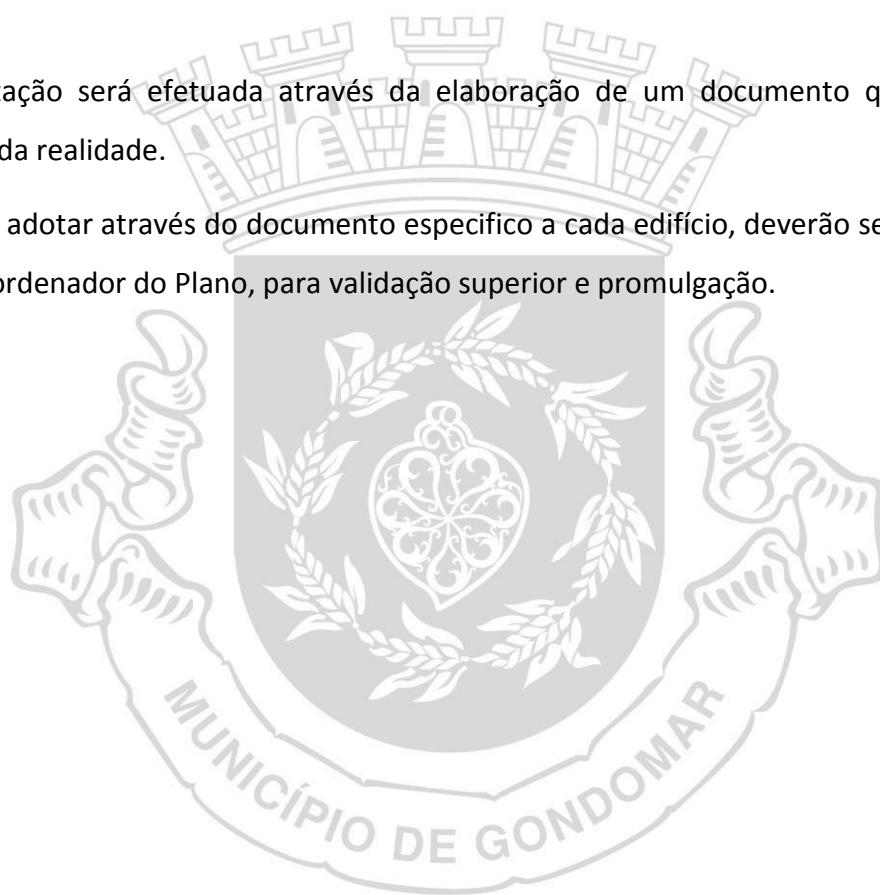 ação será efetuada através da elaboração de um documento q
da realidade.
adotar através do documento especifico a cada edifício, deverão se
ordenador do Plano, para validação superior e promulgação.
MUNICÍPIO DE GONDOMAR